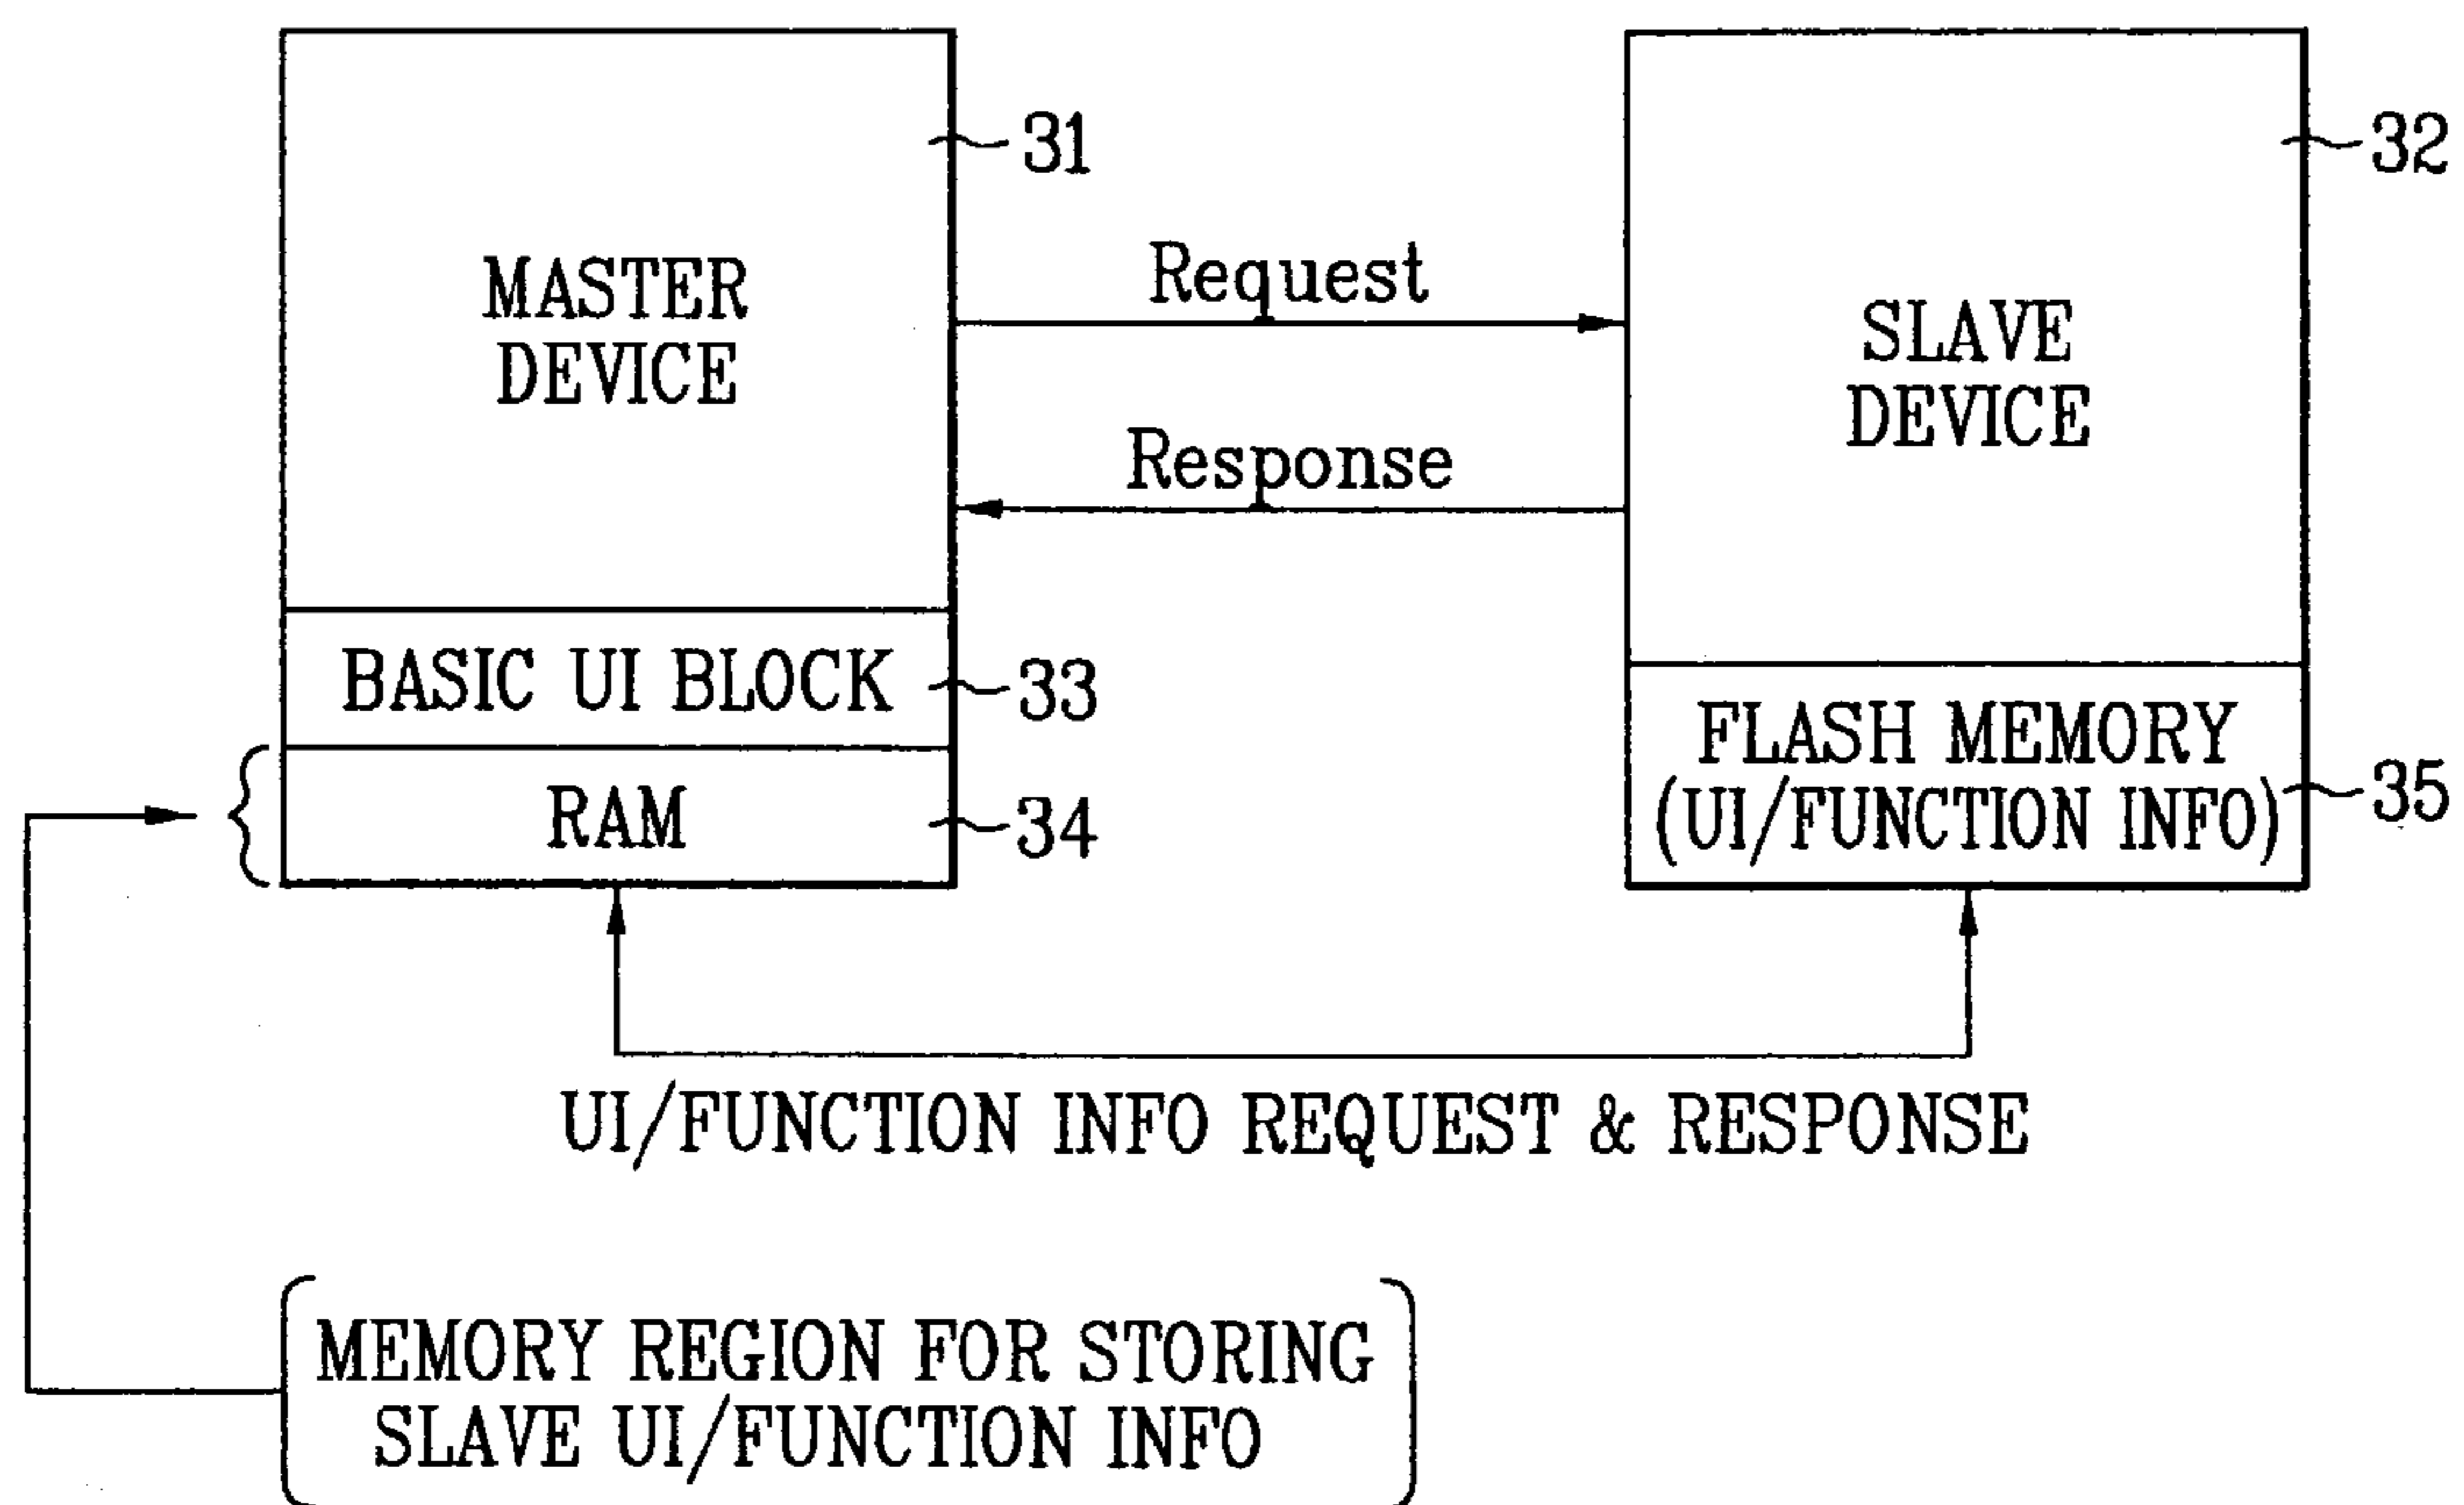 31
32
MASTER
DEVICE
Request
SLAVE
DEVICE
Response
BASIC UI BLOCK
33
FLASH MEMORY
(UI/FUNCTION INFO)
35
RAM
34
UI/FUNCTION INFO REQUEST & RESPONSE
MEMORY REGION FOR STORING
SLAVE UI/FUNCTION INFO